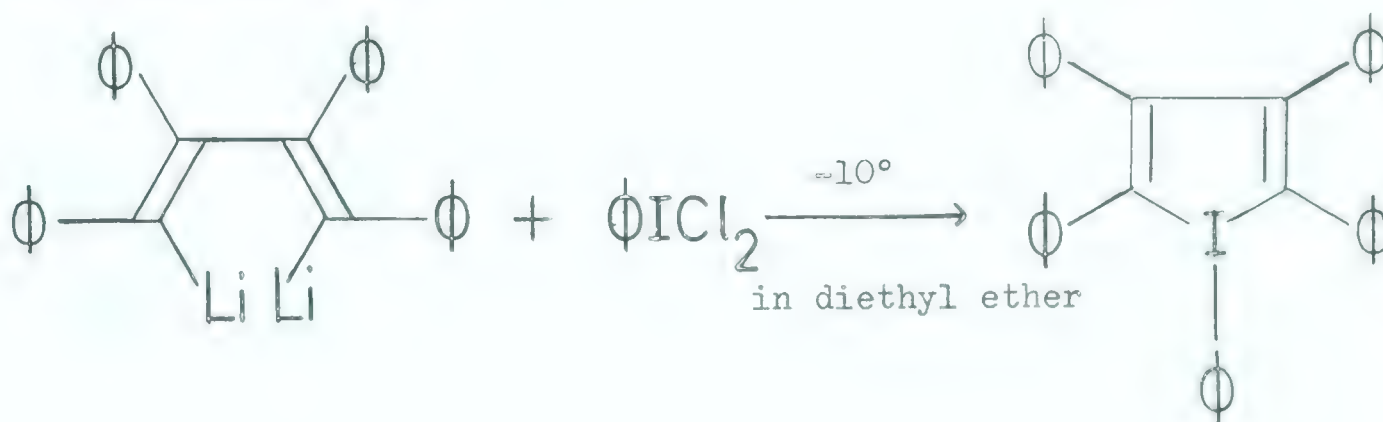 Φ Φ Φ Φ
Φ Φ + ΦICl₂ ~10° Φ I Φ
Li Li in diethyl ether
Φ